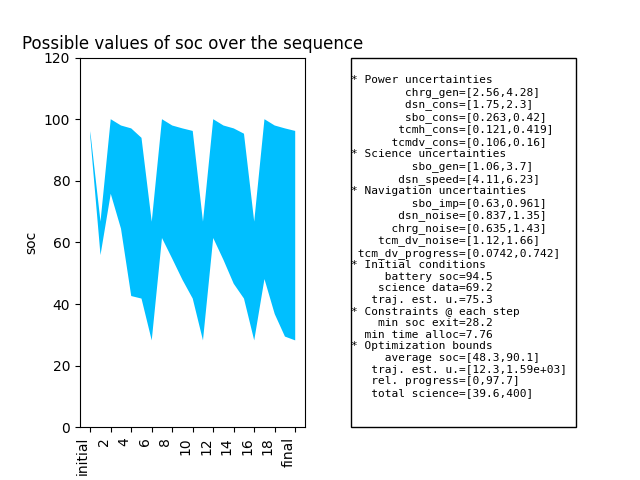 Possible values of soc over the sequence
120
100
80
60
40
20
0
soc
initial
2
4
6
8
10
12
14
16
18
final
* Power uncertainties
chrg_gen=[2.56,4.28]
dsn_cons=[1.75,2.3]
sbo_cons=[0.263,0.42]
tcmh_cons=[0.121,0.419]
tcmdv_cons=[0.106,0.16]
* Science uncertainties
sbo_gen=[1.06,3.7]
dsn_speed=[4.11,6.23]
* Navigation uncertainties
sbo_imp=[0.63,0.961]
dsn_noise=[0.837,1.35]
chrg_noise=[0.635,1.43]
tcm_dv_noise=[1.12,1.66]
tcm_dv_progress=[0.0742,0.742]
* Initial conditions
battery soc=94.5
science data=69.2
traj. est. u.=75.3
* Constraints @ each step
min soc exit=28.2
min time alloc=7.76
* Optimization bounds
average soc=[48.3,90.1]
traj. est. u.=[12.3,1.59e+03]
rel. progress=[0,97.7]
total science=[39.6,400]